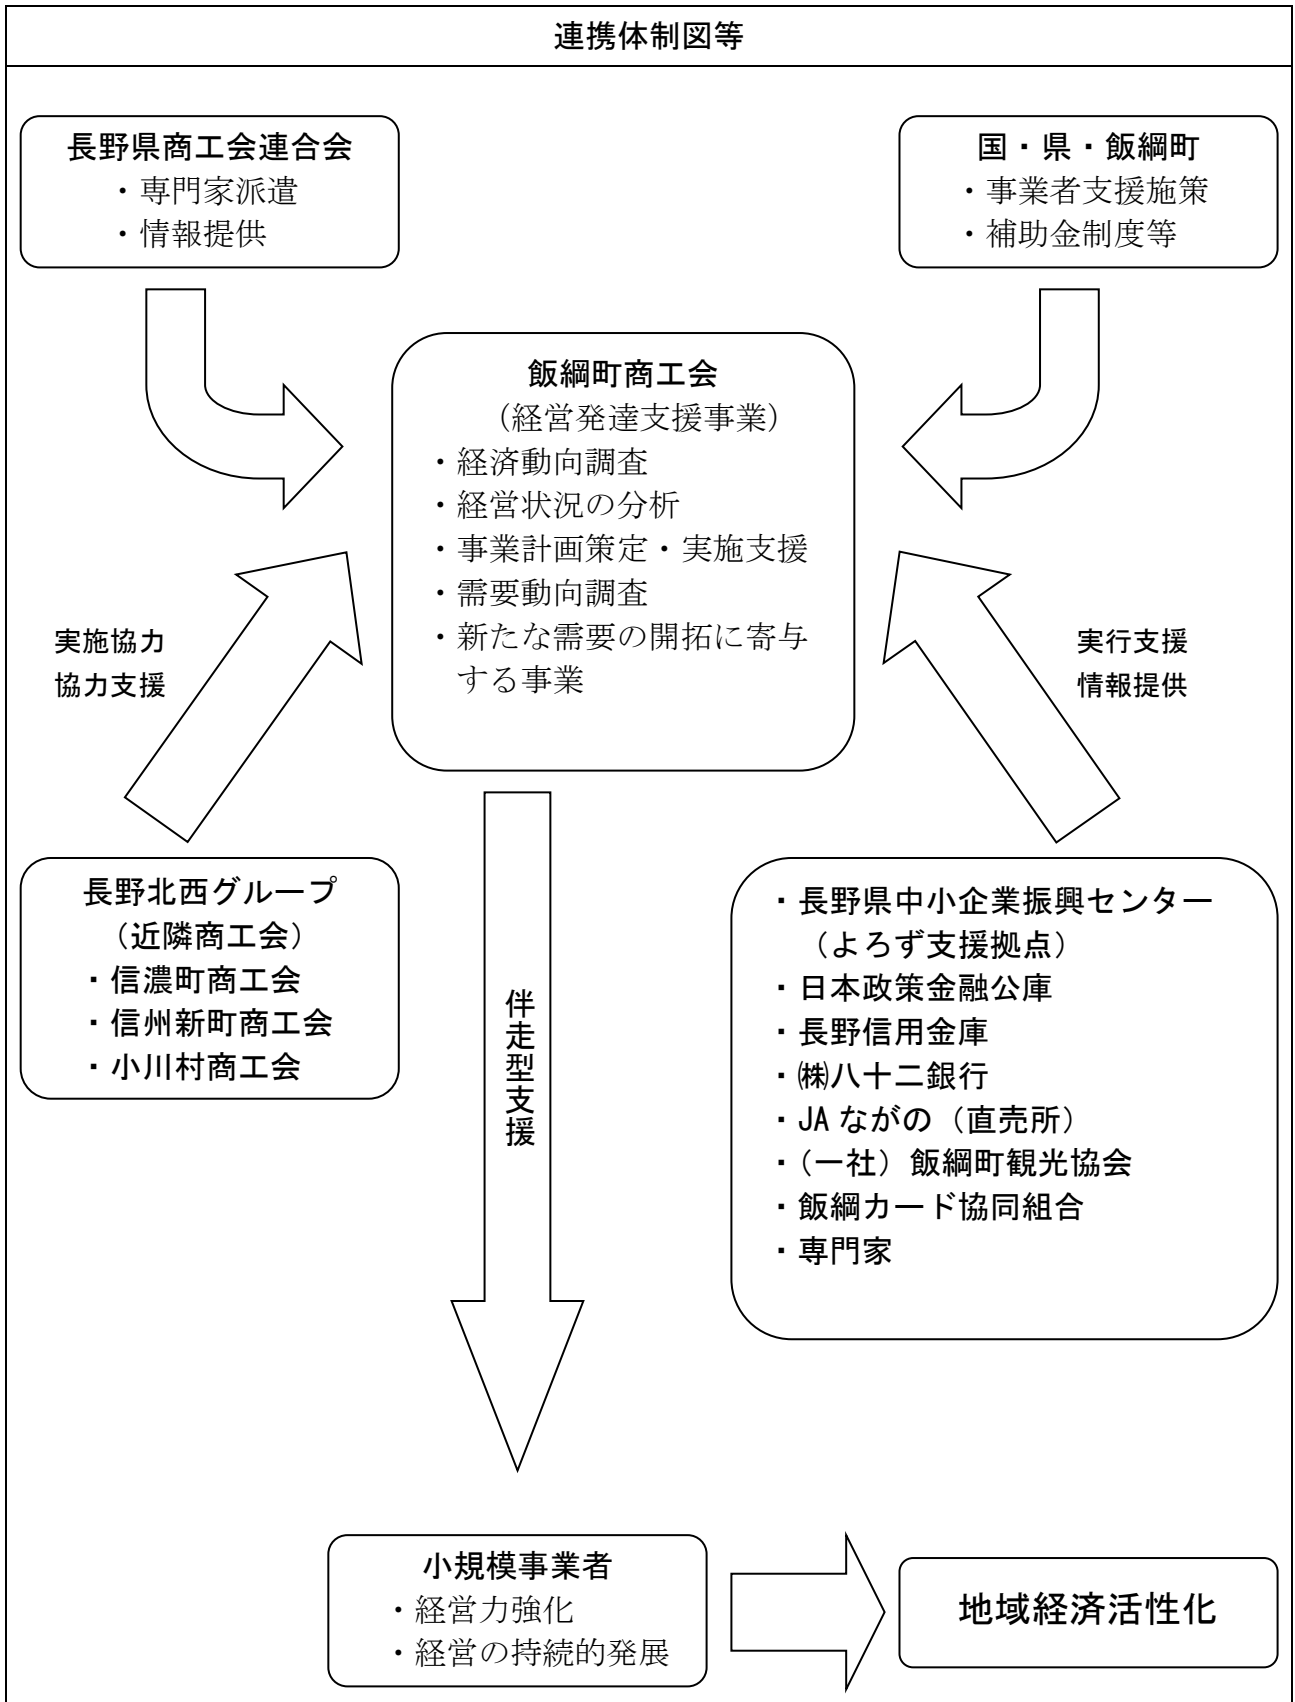 連携体制図等
長野県商工会連合会
・専門家派遣
・情報提供
国・県・飯綱町
・事業者支援施策
・補助金制度等
飯綱町商工会
（経営発達支援事業）
・経済動向調査
・経営状況の分析
・事業計画策定・実施支援
・需要動向調査
・新たな需要の開拓に寄与
する事業
実施協力
協力支援
実行支援
情報提供
長野北西グループ
（近隣商工会）
・信濃町商工会
・信州新町商工会
・小川村商工会
伴走型支援
・長野県中小企業振興センター
（よろず支援拠点）
・日本政策金融公庫
・長野信用金庫
・㈱八十二銀行
・JAながの（直売所）
・（一社）飯綱町観光協会
・飯綱カード協同組合
・専門家
小規模事業者
・経営力強化
・経営の持続的発展
地域経済活性化